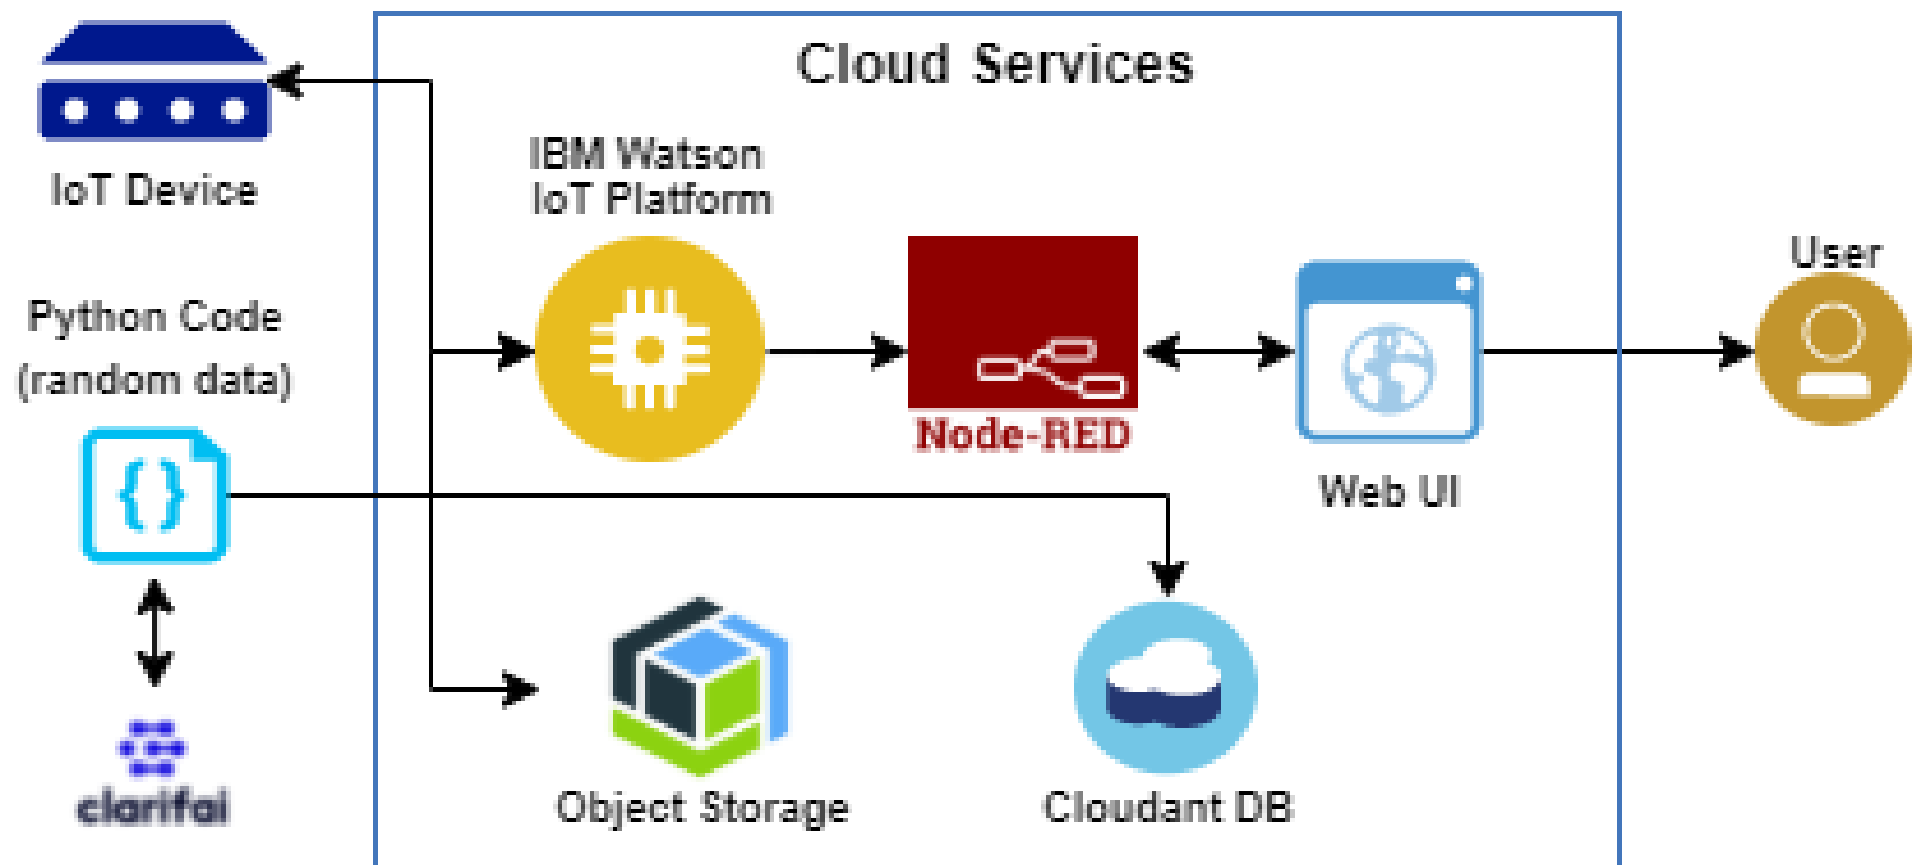 Cloud Services
IoT Device
IBM Watson
IoT Platform
User
Python Code
(random data)
Node-RED
{ }
Web UI
clarifai
Object Storage
Cloudant DB